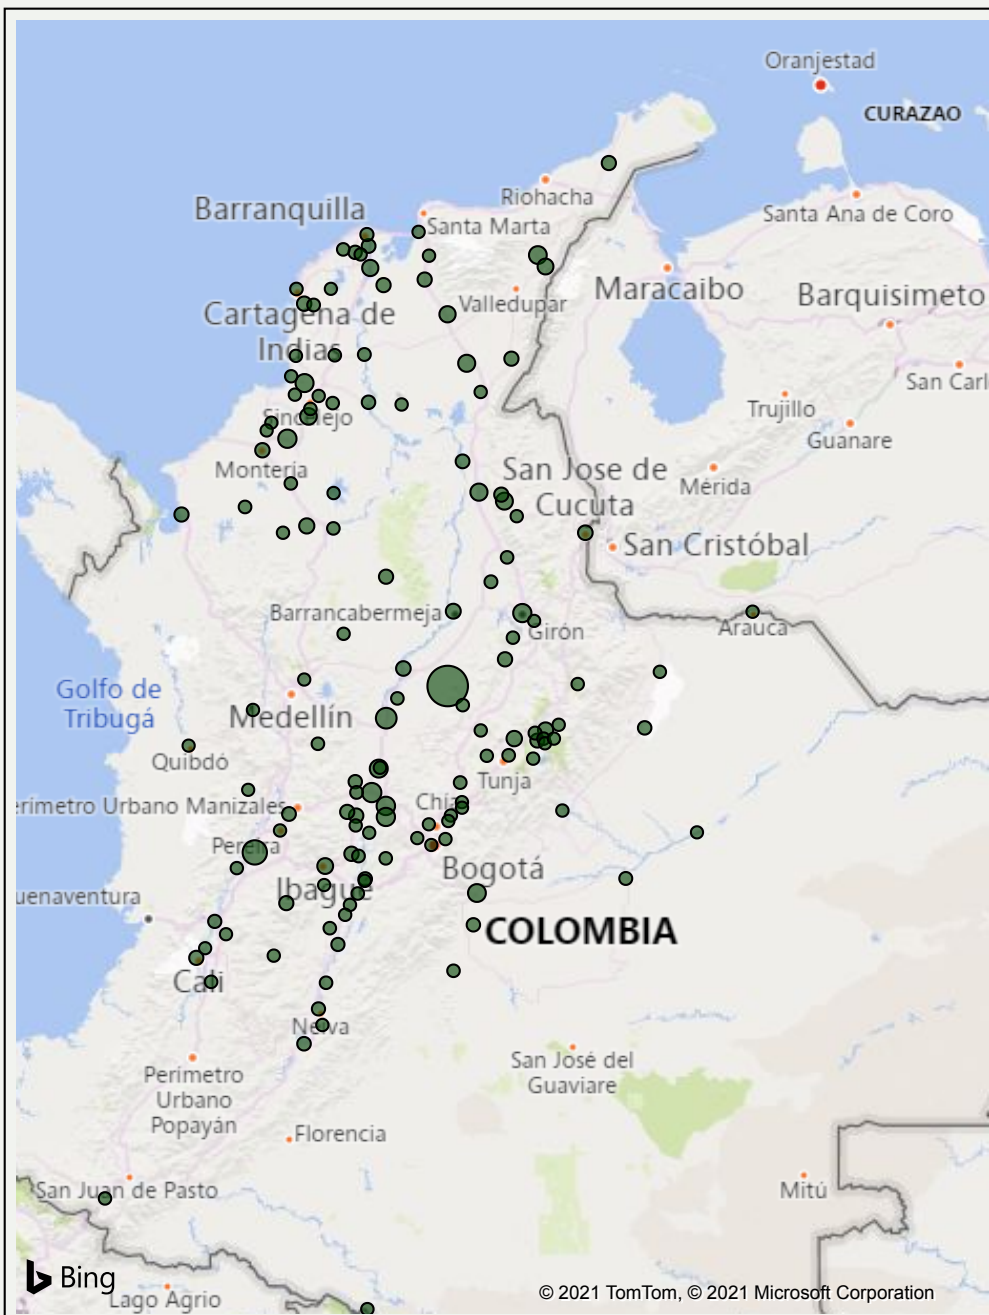 Oranjestad
CURAZAO
Riohacha
Barranquilla
Santa Marta
Santa Ana de Coro
Maracaibo
Valledupar
Barquisimeto
Cartagena de
Indias
San Carl
Trujillo
Sincelejo
Guanare
Montería
San Jose de
Cucuta
Mérida
San Cristóbal
Barrancabermeja
Girón
Arauca
Golfo de
Tribugá
Medellín
Quibdó
Tunja
erímetro Urbano Manizales
Chía
Pereira
Bogotá
Ibagué
uenaventura
COLOMBIA
Cali
Neiva
San José del
Guaviare
Perimetro
Urbano
Popayán
Florencia
Mitú
San Juan de Pasto
Bing
Lago Agrio
© 2021 TomTom, © 2021 Microsoft Corporation